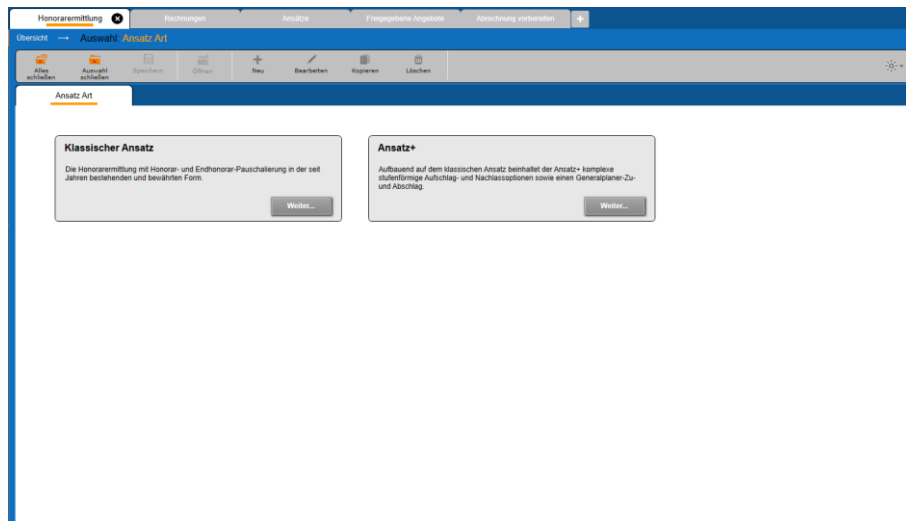 Honorarermittlung
Rechnungen
Ansätze
Freigegebene Angebote
Abrechnung vorbereiten
Übersicht → Auswahl: Ansatz Art
Alles schließen
Auswahl schließen
Speichern
Öffnen
Neu
Bearbeiten
Kopieren
Löschen
Ansatz Art
Klassischer Ansatz
Die Honorarermittlung mit Honorar- und Endhonorar-Pauschalierung in der seit
Jahren bestehenden und bewährten Form.
Weiter...
Ansatz+
Aufbauend auf dem klassischen Ansatz beinhaltet der Ansatz+ komplexe
stufenförmige Aufschlag- und Nachlassoptionen sowie einen Generalplaner-Zu-
und Abschlag.
Weiter...